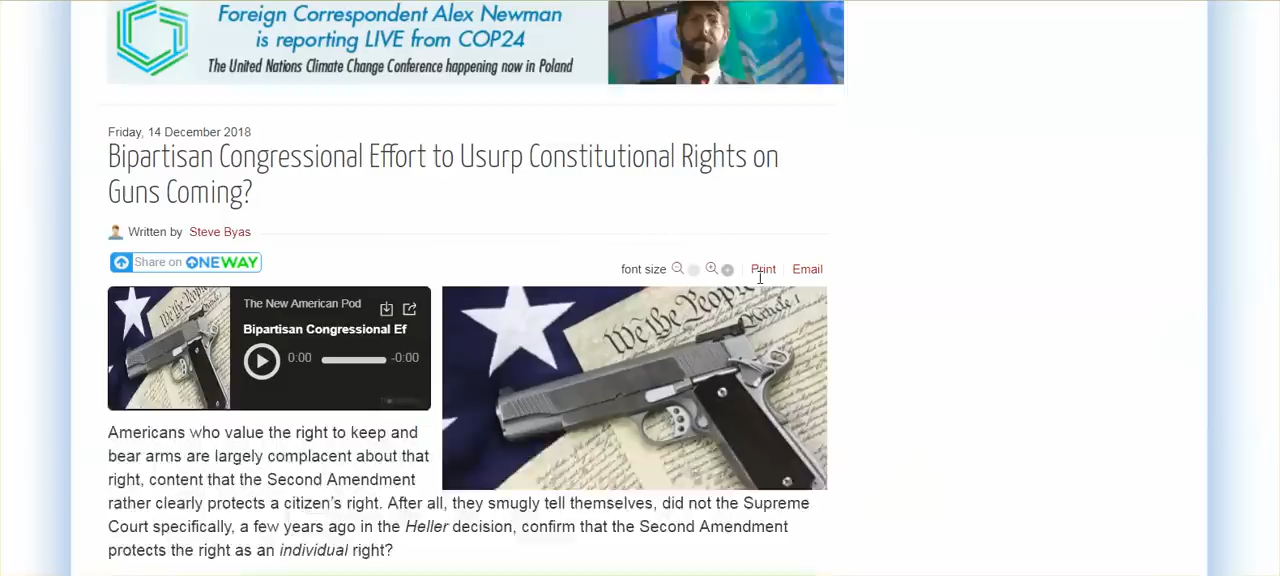 Foreign Correspondent Alex Newman
is reporting LIVE from COP24
The United Nations Climate Change Conference happening now in Poland
Friday, 14 December 2018
Bipartisan Congressional Effort to Usurp Constitutional Rights on
Guns Coming?
Written by Steve Byas
Share on ONEWAY
font size Print Email
The New American Pod
Bipartisan Congressional Ef
0:00 -0:00
We the People
Article 1
Americans who value the right to keep and
bear arms are largely complacent about that
right, content that the Second Amendment
rather clearly protects a citizen's right. After all, they smugly tell themselves, did not the Supreme
Court specifically, a few years ago in the Heller decision, confirm that the Second Amendment
protects the right as an individual right?